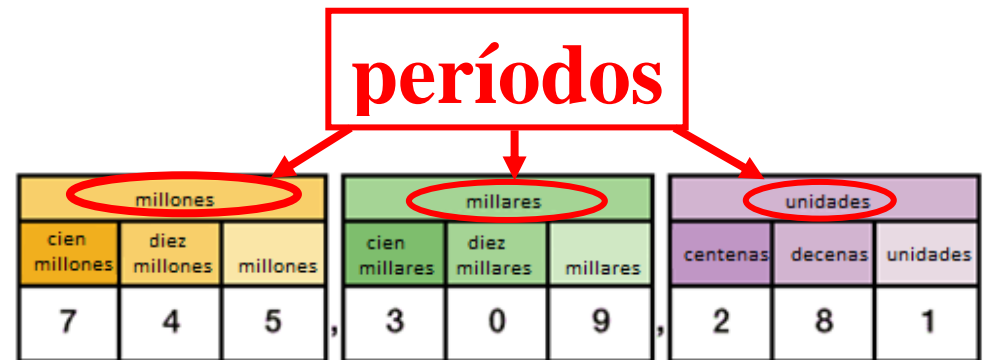 períodos
millones millares unidades
cien millones diez millones millones cien millares diez millares millares centenas decenas unidades
7 4 5 , 3 0 9 , 2 8 1